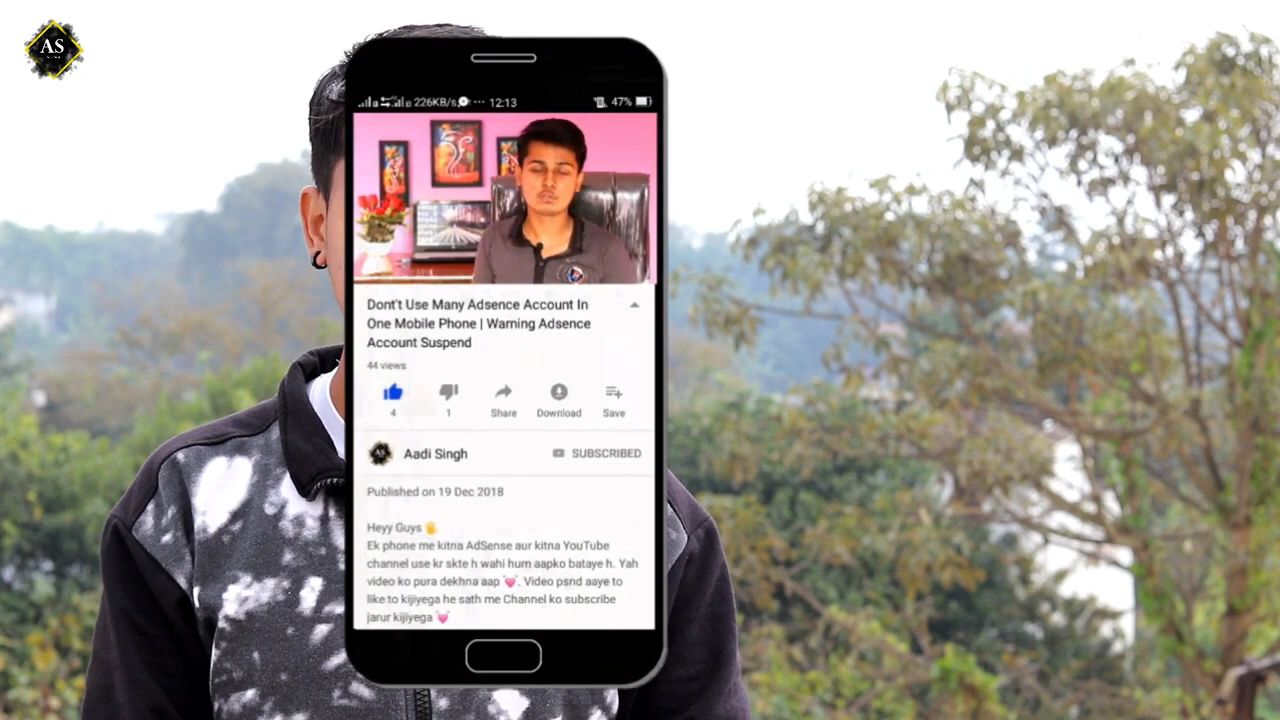 AS
226KB/s ··· 12:13 47%
Dont't Use Many Adsence Account In
One Mobile Phone | Warning Adsence
Account Suspend
44 views
4 1 Share Download Save
AS Aadi Singh SUBSCRIBED
Published on 19 Dec 2018
Heyy Guys 👋
Ek phone me kitna AdSense aur kitna YouTube
channel use kr skte h wahi hum aapko bataye h. Yah
video ko pura dekhna aap 💓. Video psnd aaye to
like to kijiyega he sath me Channel ko subscribe
jarur kijiyega 💓